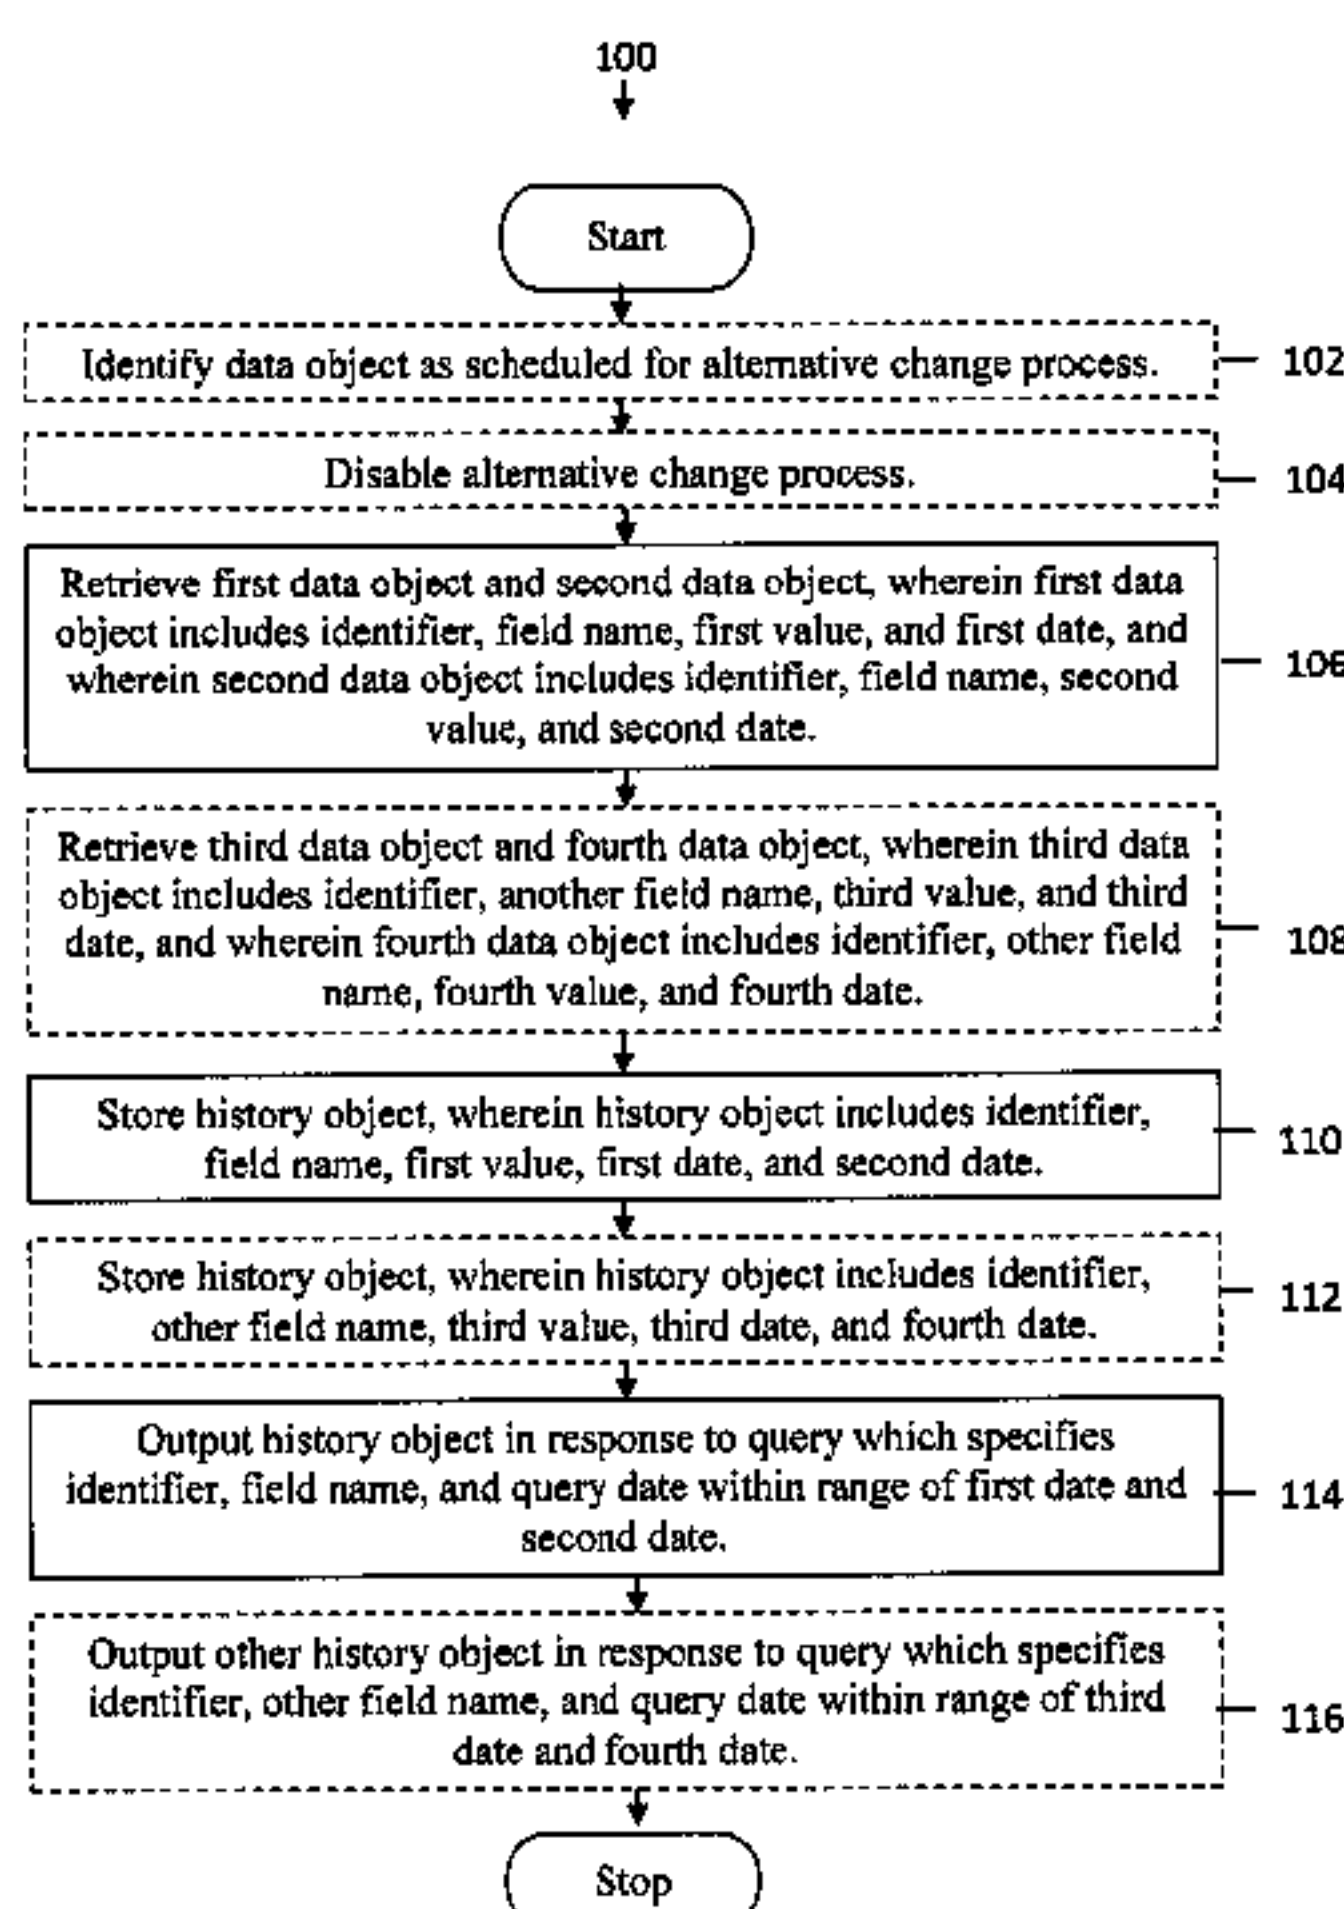 100
Start
Identify data object as scheduled for alternative change process.
102
Disable alternative change process.
104
Retrieve first data object and second data object, wherein first data
object includes identifier, field name, first value, and first date, and
wherein second data object includes identifier, field name, second
value, and second date.
106
Retrieve third data object and fourth data object, wherein third data
object includes identifier, another field name, third value, and third
date, and wherein fourth data object includes identifier, other field
name, fourth value, and fourth date.
108
Store history object, wherein history object includes identifier,
field name, first value, first date, and second date.
110
Store history object, wherein history object includes identifier,
other field name, third value, third date, and fourth date.
112
Output history object in response to query which specifies
identifier, field name, and query date within range of first date and
second date.
114
Output other history object in response to query which specifies
identifier, other field name, and query date within range of third
date and fourth date.
116
Stop